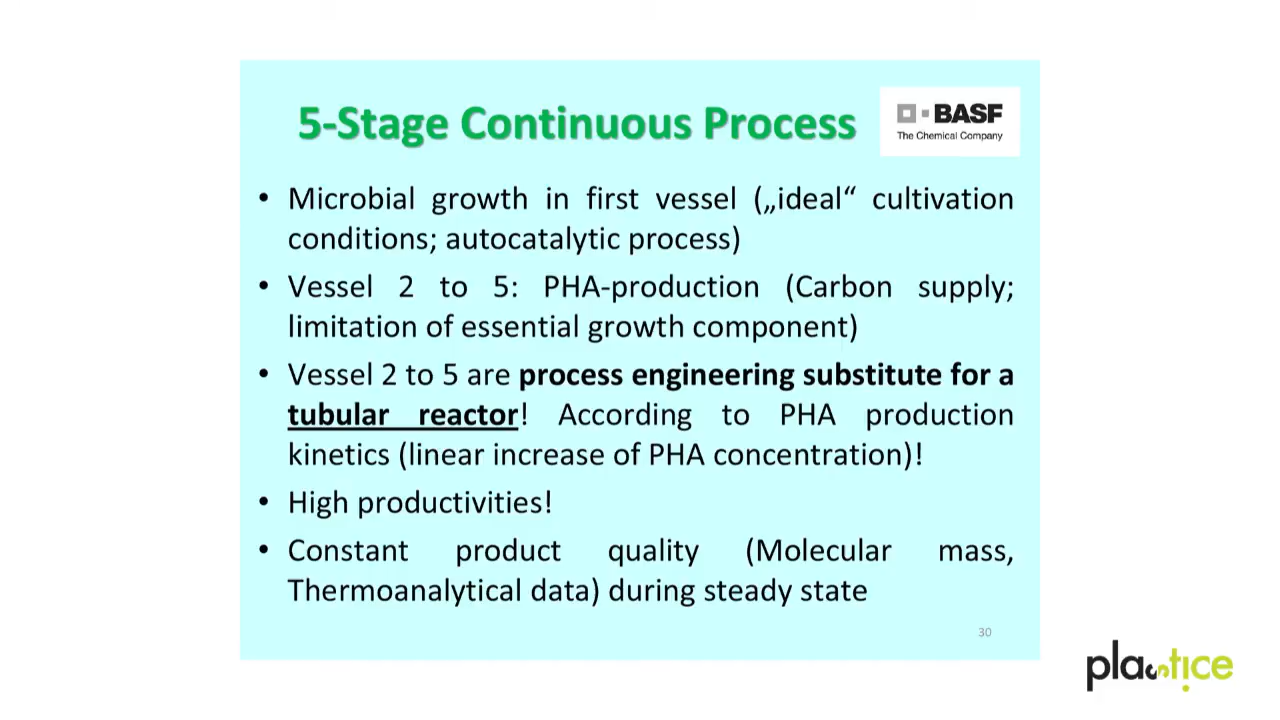 5-Stage Continuous Process
BASF
The Chemical Company
• Microbial growth in first vessel („ideal“ cultivation
conditions; autocatalytic process)
• Vessel 2 to 5: PHA-production (Carbon supply;
limitation of essential growth component)
• Vessel 2 to 5 are process engineering substitute for a
tubular reactor! According to PHA production
kinetics (linear increase of PHA concentration)!
• High productivities!
• Constant product quality (Molecular mass,
Thermoanalytical data) during steady state
30
plastice